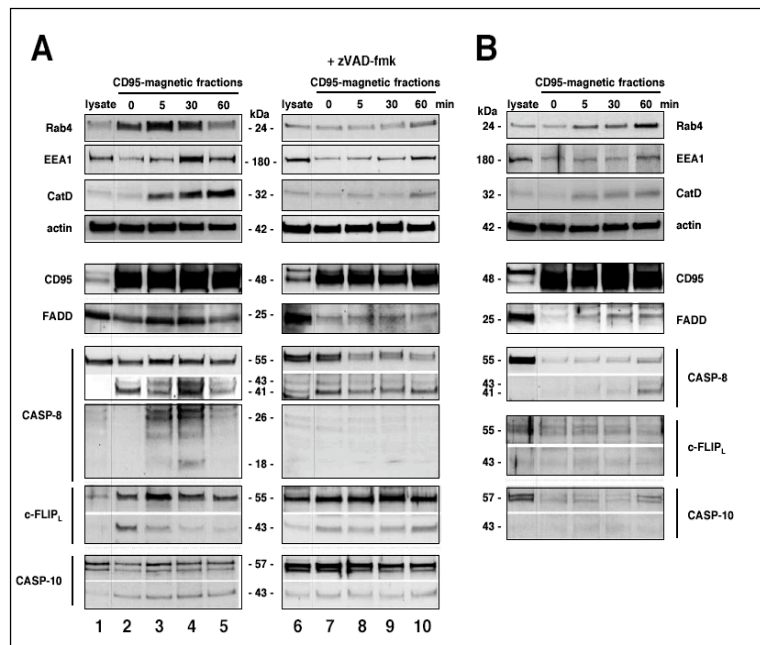 A
B
+ zVAD-fmk
CD95-magnetic fractions
CD95-magnetic fractions
CD95-magnetic fractions
lysate 0 5 30 60 kDa lysate 0 5 30 60 min
kDa lysate 0 5 30 60 min
Rab4 - 24 - 24 - Rab4
EEA1 - 180 - 180 - EEA1
CatD - 32 - 32 - CatD
actin - 42 - 42 - actin
CD95 - 48 - 48 - CD95
FADD - 25 - 25 - FADD
CASP-8 - 55 - 55 - CASP-8
- 43 - 43
- 41 - 41 -
- 26 -
- 18 -
c-FLIPL - 55 - 55 - c-FLIPL
- 43 - 43 -
CASP-10 - 57 - 57 - CASP-10
- 43 - 43 -
1 2 3 4 5 6 7 8 9 10